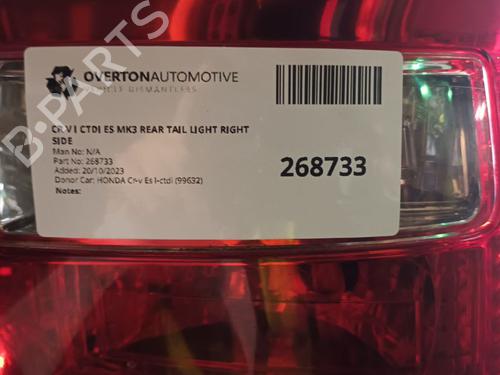 OVERTONAUTOMOTIVE
VEHICLE DISMANTLERS
CR-V I CTDI ES MK3 REAR TAIL LIGHT RIGHT
SIDE
Man No: N/A
Part No: 268733
Added: 20/10/2023
Donor Car: HONDA Cr-v Es I-ctdi (99632)
Notes:
268733
B-PARTS